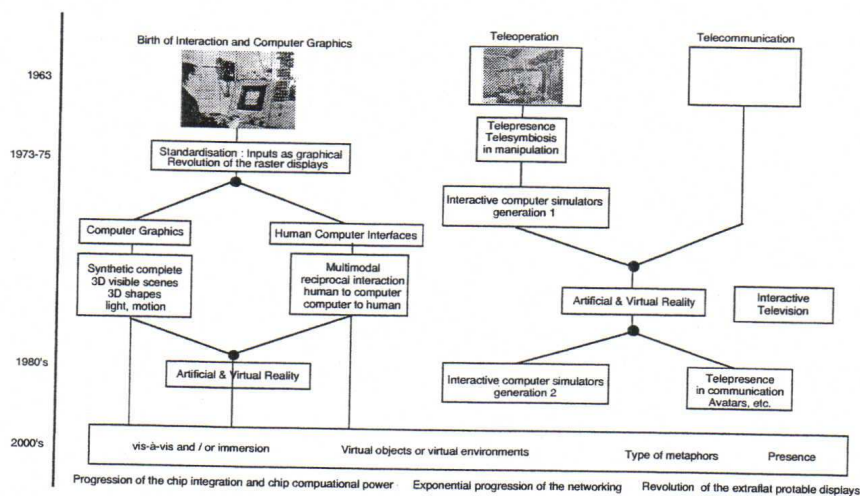 Birth of Interaction and Computer Graphics
Teleoperation
Telecommunication
1963
Telepresence
Telesymbiosis
in manipulation
1973-75
Standardisation : Inputs as graphical
Revolution of the raster displays
Interactive computer simulators
generation 1
Computer Graphics
Human Computer Interfaces
Synthetic complete
3D visible scenes
3D shapes
light, motion
Multimodal
reciprocal interaction
human to computer
computer to human
Artificial & Virtual Reality
Interactive
Television
1980's
Artificial & Virtual Reality
Interactive computer simulators
generation 2
Telepresence
in communication
Avatars, etc.
2000's
vis-à-vis and / or immersion
Virtual objects or virtual environments
Type of metaphors
Presence
Progression of the chip integration and chip compuational power
Exponential progression of the networking
Revolution of the extraflat protable displays